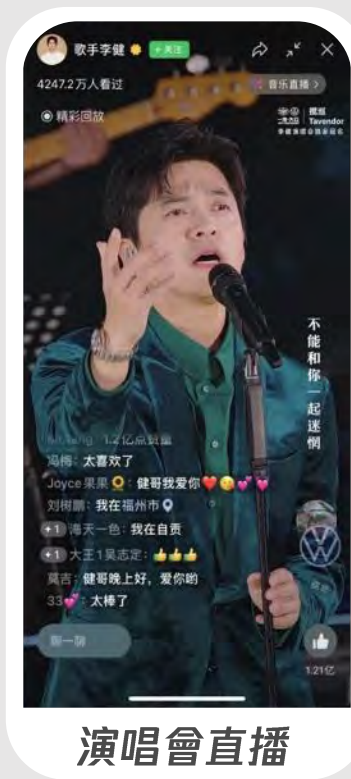 歌手李健
+关注
4247.2万人看过
音乐直播 >
精彩回放
Tavendor
不能和你一起迷惘
1.2亿点赞量
冯梅：太喜欢了
Joyce果果🌻：健哥我爱你❤️😘💕💕
刘树鹏：我在福州市
+1 海天一色：我在自贡
+1 大王1吴志定：👍👍👍
莫吉：健哥晚上好，爱你哟
33💕：太棒了
聊一聊
1.21亿
演唱會直播